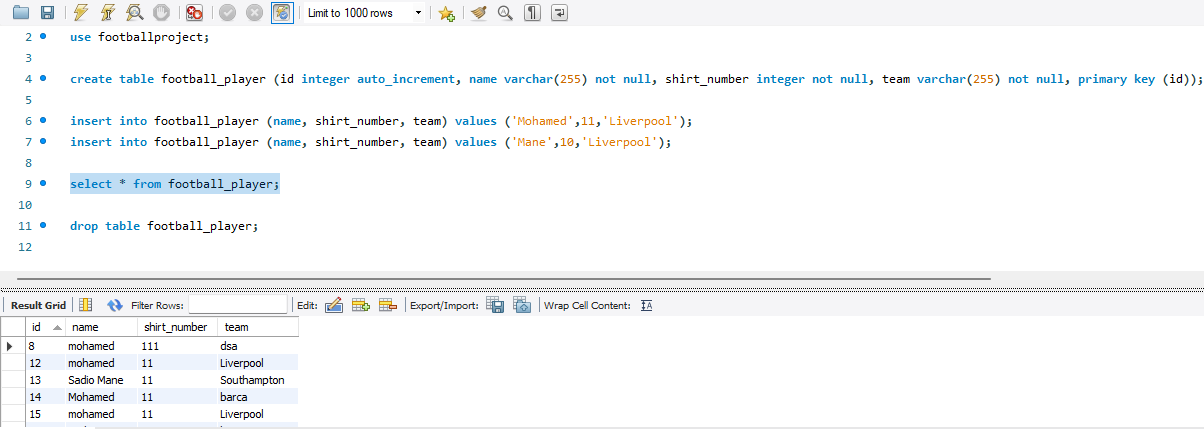 Limit to 1000 rows
2 use footballproject;
3
4 create table football_player (id integer auto_increment, name varchar(255) not null, shirt_number integer not null, team varchar(255) not null, primary key (id));
5
6 insert into football_player (name, shirt_number, team) values ('Mohamed',11,'Liverpool');
7 insert into football_player (name, shirt_number, team) values ('Mane',10,'Liverpool');
8
9 select * from football_player;
10
11 drop table football_player;
12
Result Grid Filter Rows: Edit: Export/Import: Wrap Cell Content: IA
id name shirt_number team
8 mohamed 111 dsa
12 mohamed 11 Liverpool
13 Sadio Mane 11 Southampton
14 Mohamed 11 barca
15 mohamed 11 Liverpool